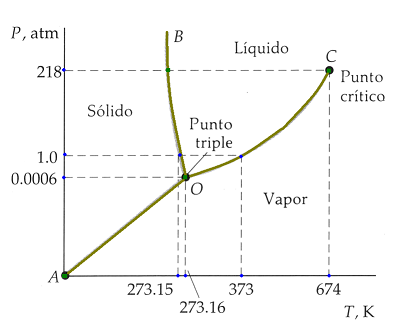 P, atm
B
Líquido
C
218
Punto
crítico
Sólido
Punto
triple
1.0
0.0006
O
Vapor
A
273.15
373
674
273.16
T, K